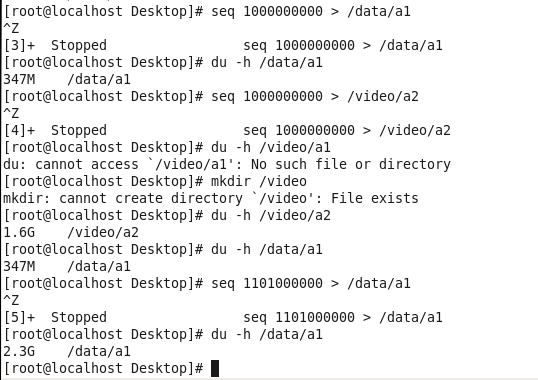 [root@localhost Desktop]# seq 1000000000 > /data/a1
^Z
[3]+  Stopped                 seq 1000000000 > /data/a1
[root@localhost Desktop]# du -h /data/a1
347M    /data/a1
[root@localhost Desktop]# seq 1000000000 > /video/a2
^Z
[4]+  Stopped                 seq 1000000000 > /video/a2
[root@localhost Desktop]# du -h /video/a1
du: cannot access `/video/a1': No such file or directory
[root@localhost Desktop]# mkdir /video
mkdir: cannot create directory `/video': File exists
[root@localhost Desktop]# du -h /video/a2
1.6G    /video/a2
[root@localhost Desktop]# du -h /data/a1
347M    /data/a1
[root@localhost Desktop]# seq 1101000000 > /data/a1
^Z
[5]+  Stopped                 seq 1101000000 > /data/a1
[root@localhost Desktop]# du -h /data/a1
2.3G    /data/a1
[root@localhost Desktop]#